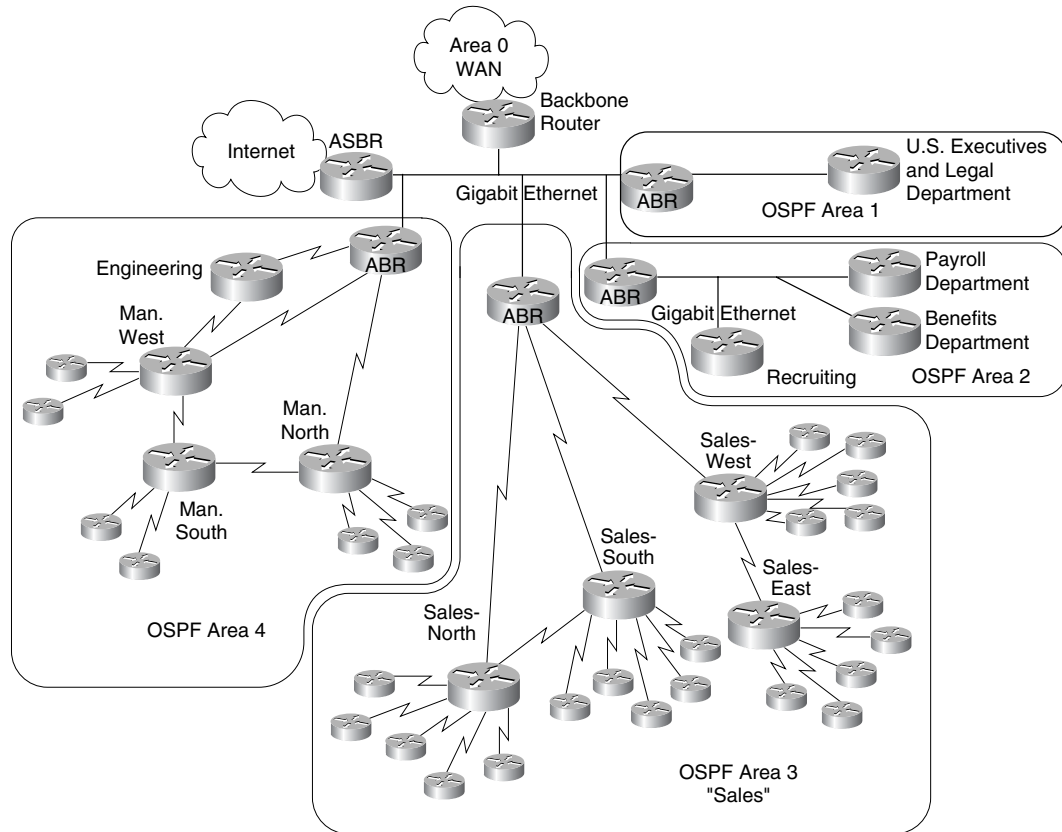 Area 0
WAN
Backbone
Router
Internet
ASBR
Gigabit Ethernet
ABR
U.S. Executives
and Legal
Department
OSPF Area 1
Engineering
ABR
Man.
West
Man.
North
Man.
South
OSPF Area 4
ABR
ABR
Gigabit Ethernet
Payroll
Department
Benefits
Department
Recruiting
OSPF Area 2
Sales-
West
Sales-
South
Sales-
East
Sales-
North
OSPF Area 3
"Sales"